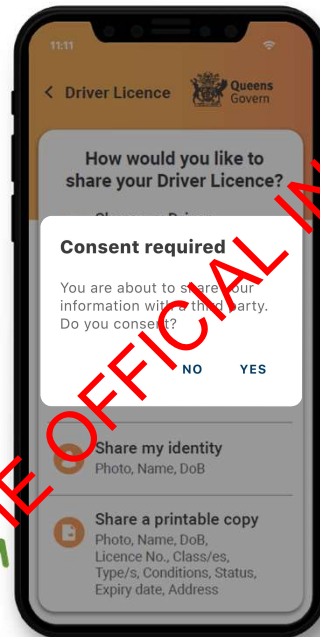 11:11
Driver Licence
Queens
Govern
How would you like to
share your Driver Licence?
Consent required
You are about to share your
information with a third party.
Do you consent?
NO YES
Share my identity
Photo, Name, DoB
Share a printable copy
Photo, Name, DoB,
Licence No., Class/es,
Type/s, Conditions, Status,
Expiry date, Address
E OFFICIAL IN